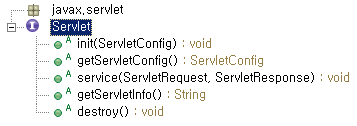 javax.servlet
I Servlet
A init(ServletConfig) : void
A getServletConfig() : ServletConfig
A service(ServletRequest, ServletResponse) : void
A getServletInfo() : String
A destroy() : void